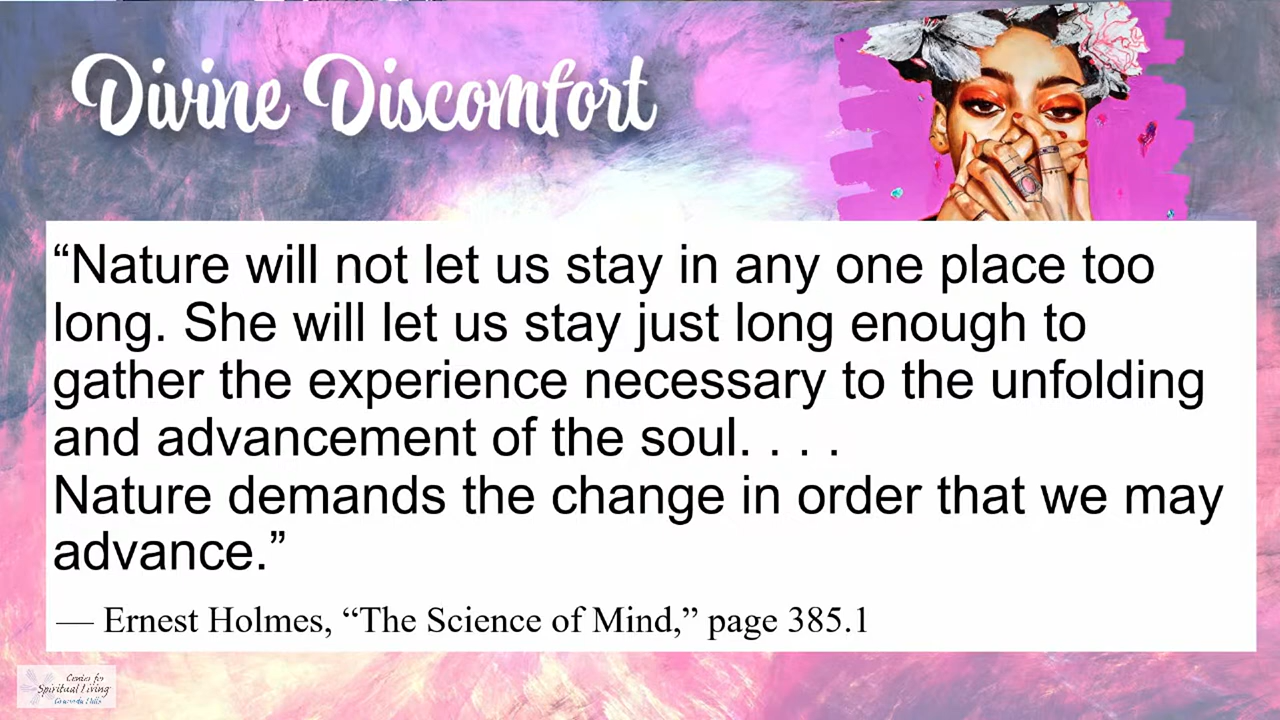 Divine Discomfort
“Nature will not let us stay in any one place too
long. She will let us stay just long enough to
gather the experience necessary to the unfolding
and advancement of the soul. . . .
Nature demands the change in order that we may
advance.”
— Ernest Holmes, “The Science of Mind,” page 385.1
Center for
Spiritual Living
Granada Hills